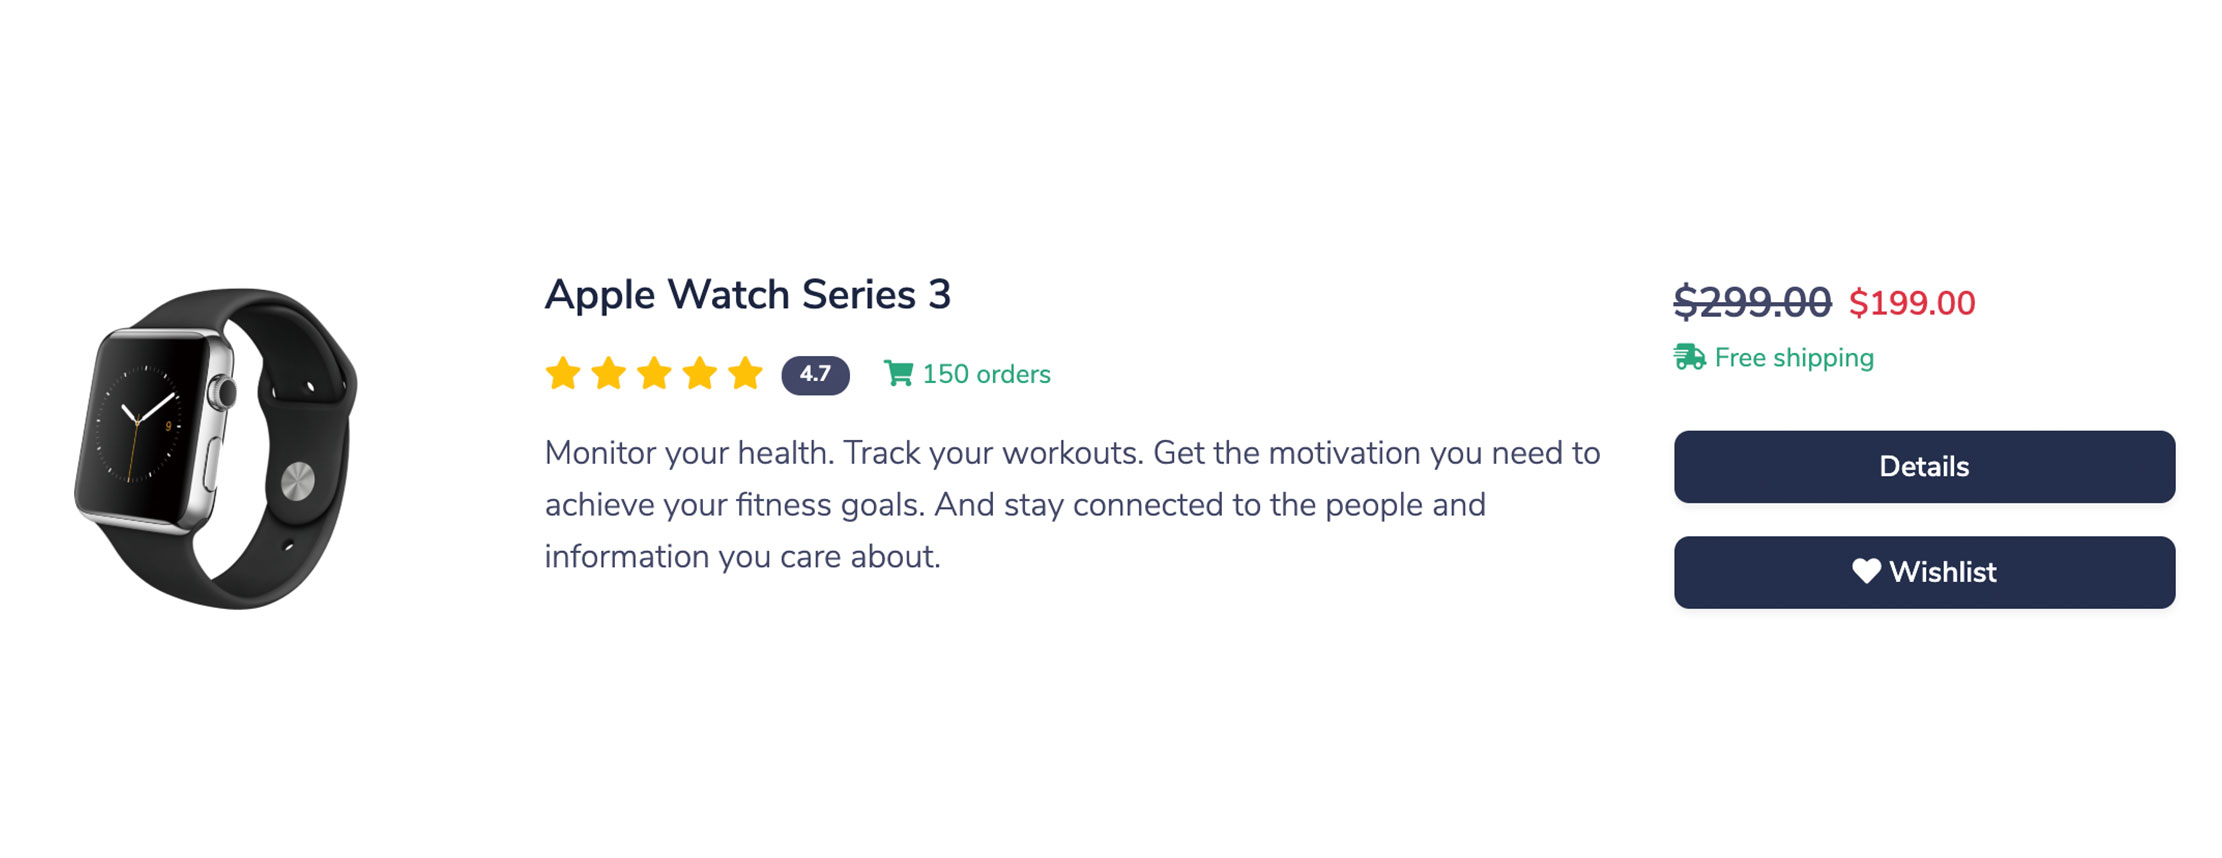 Apple Watch Series 3
4.7
150 orders
Monitor your health. Track your workouts. Get the motivation you need to
achieve your fitness goals. And stay connected to the people and
information you care about.
$299.00 $199.00
Free shipping
Details
Wishlist
9